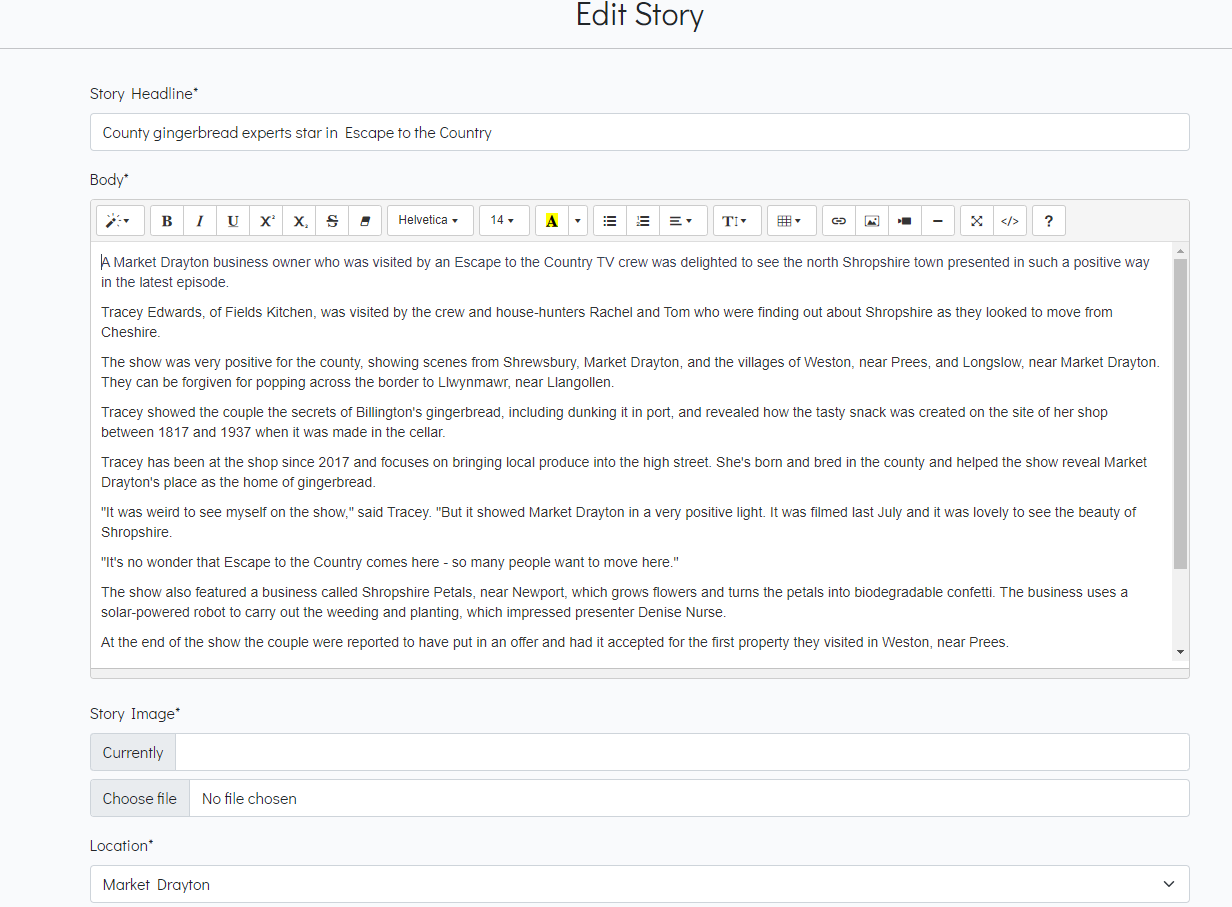 Edit Story
Story Headline*
County gingerbread experts star in Escape to the Country
Body*
B I U X² X₂ S Helvetica 14 A T </> ?
A Market Drayton business owner who was visited by an Escape to the Country TV crew was delighted to see the north Shropshire town presented in such a positive way
in the latest episode.
Tracey Edwards, of Fields Kitchen, was visited by the crew and house-hunters Rachel and Tom who were finding out about Shropshire as they looked to move from
Cheshire.
The show was very positive for the county, showing scenes from Shrewsbury, Market Drayton, and the villages of Weston, near Prees, and Longslow, near Market Drayton.
They can be forgiven for popping across the border to Llwynmawr, near Llangollen.
Tracey showed the couple the secrets of Billington's gingerbread, including dunking it in port, and revealed how the tasty snack was created on the site of her shop
between 1817 and 1937 when it was made in the cellar.
Tracey has been at the shop since 2017 and focuses on bringing local produce into the high street. She's born and bred in the county and helped the show reveal Market
Drayton's place as the home of gingerbread.
"It was weird to see myself on the show," said Tracey. "But it showed Market Drayton in a very positive light. It was filmed last July and it was lovely to see the beauty of
Shropshire.
"It's no wonder that Escape to the Country comes here - so many people want to move here."
The show also featured a business called Shropshire Petals, near Newport, which grows flowers and turns the petals into biodegradable confetti. The business uses a
solar-powered robot to carry out the weeding and planting, which impressed presenter Denise Nurse.
At the end of the show the couple were reported to have put in an offer and had it accepted for the first property they visited in Weston, near Prees.
Story Image*
Currently
Choose file No file chosen
Location*
Market Drayton